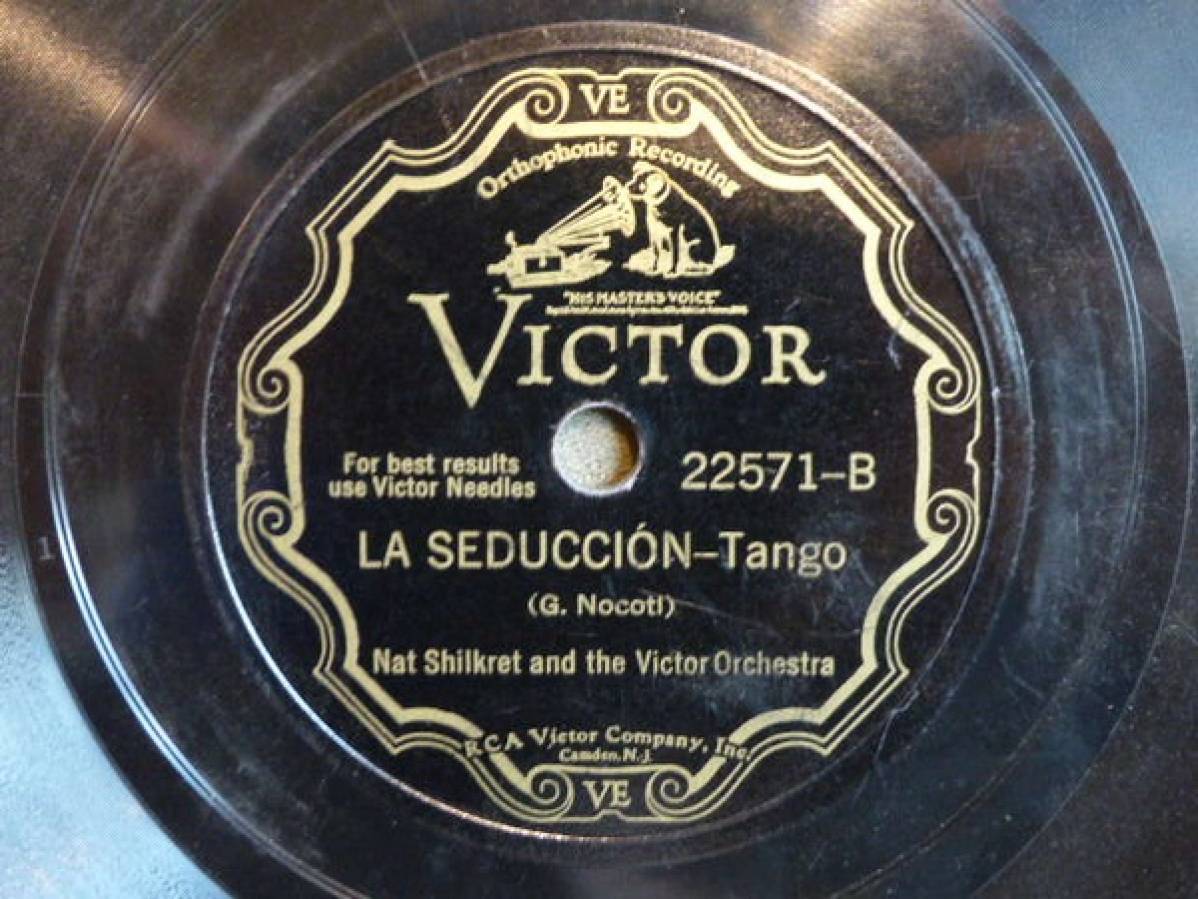 VE
Orthophonic Recording
"HIS MASTER'S VOICE"
VICTOR
For best results
use Victor Needles
22571-B
LA SEDUCCIÓN-Tango
(G. Nocoti)
Nat Shilkret and the Victor Orchestra
RCA Victor Company, Inc.
Camden, N.J.
VE